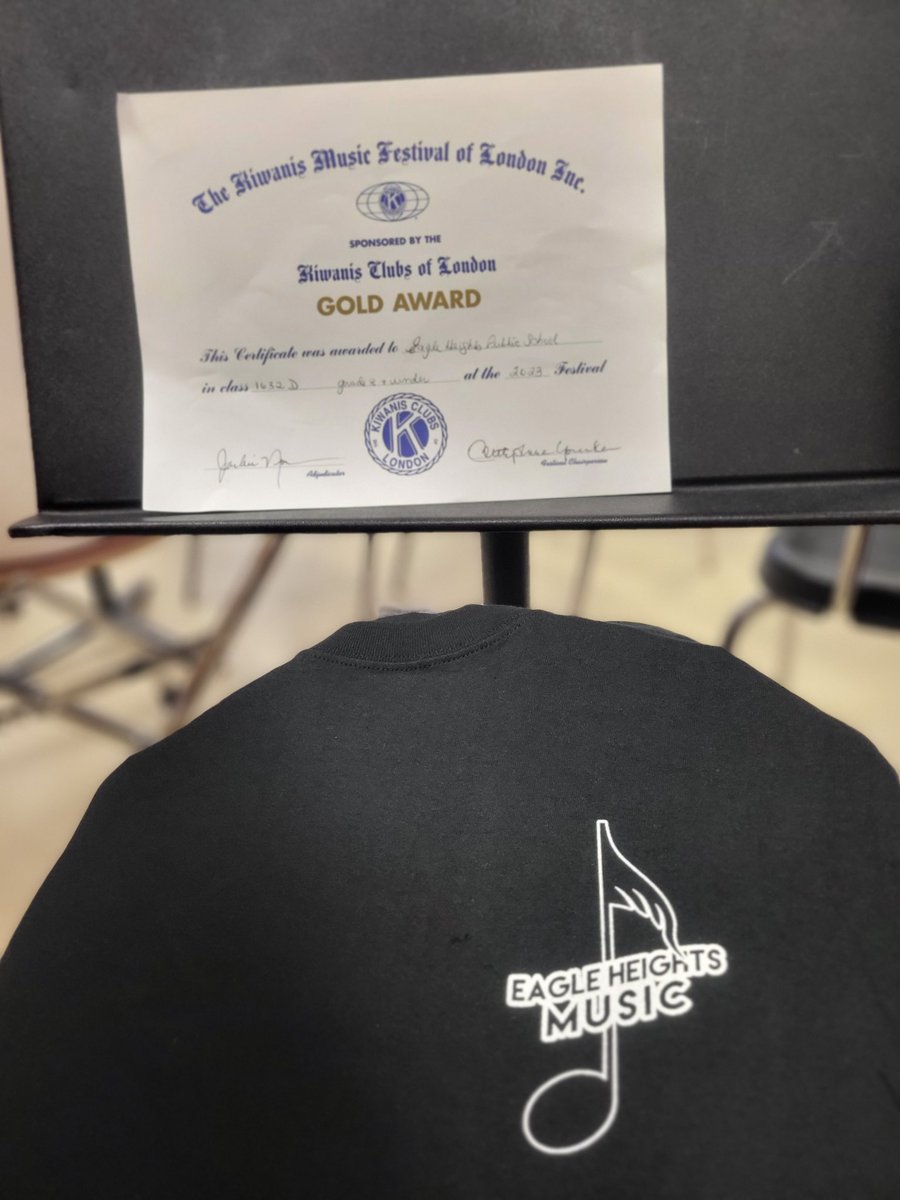 The Kiwanis Music Festival of London Inc.
K
SPONSORED BY THE
Kiwanis Clubs of London
GOLD AWARD
This Certificate was awarded to Eagle Heights Public School
in class 1632 D grade 8 & under at the 2023 Festival
KIWANIS CLUBS
K
LONDON
Adjudicator
Festival Chairperson
EAGLE HEIGHTS
MUSIC